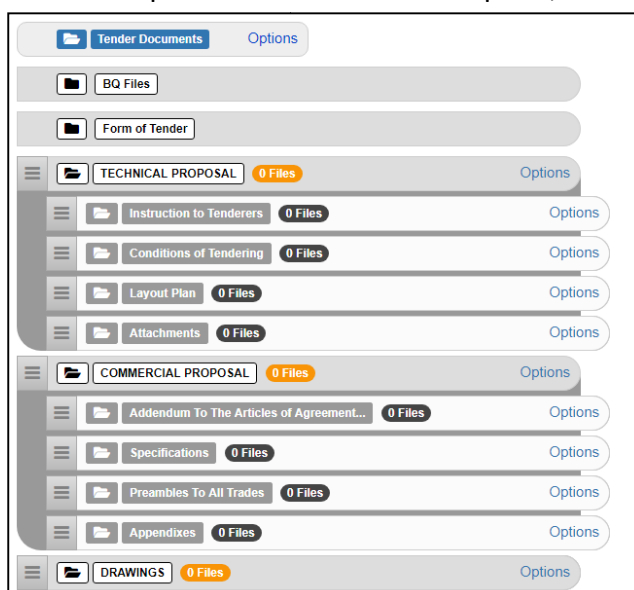 Tender Documents Options
BQ Files
Form of Tender
TECHNICAL PROPOSAL 0 Files Options
Instruction to Tenderers 0 Files Options
Conditions of Tendering 0 Files Options
Layout Plan 0 Files Options
Attachments 0 Files Options
COMMERCIAL PROPOSAL 0 Files Options
Addendum To The Articles of Agreement... 0 Files Options
Specifications 0 Files Options
Preambles To All Trades 0 Files Options
Appendixes 0 Files Options
DRAWINGS 0 Files Options